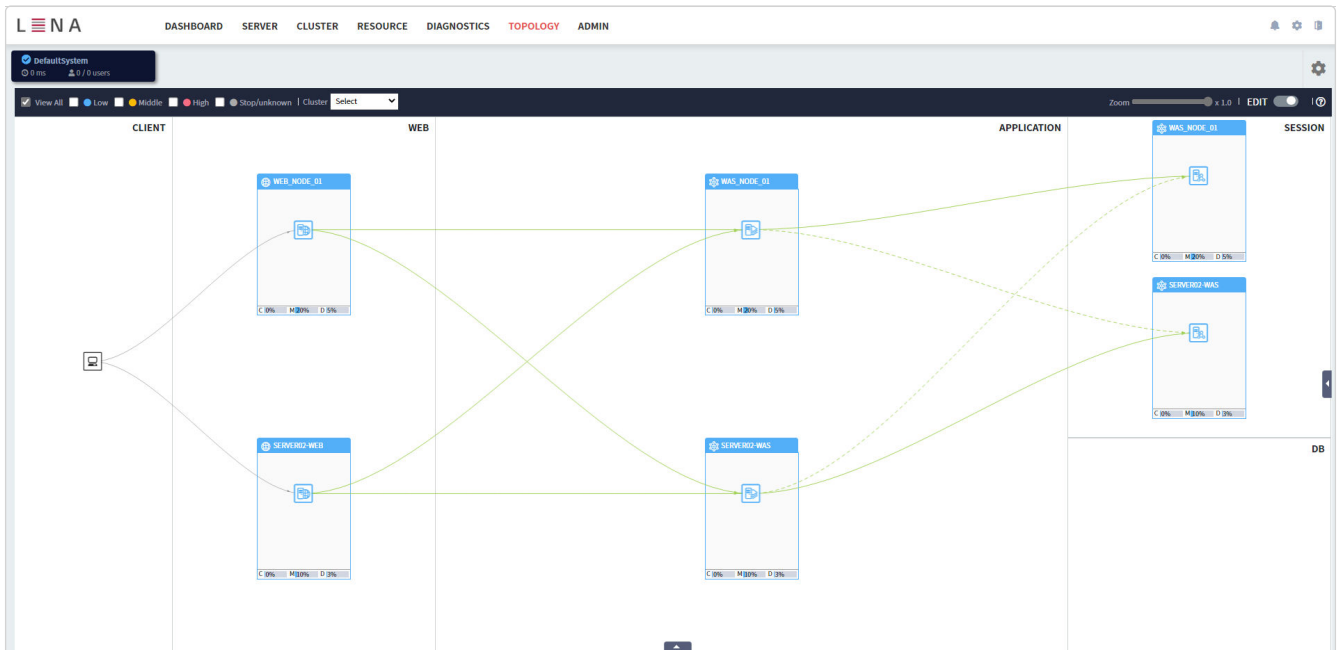 LENA DASHBOARD SERVER CLUSTER RESOURCE DIAGNOSTICS TOPOLOGY ADMIN
DefaultSystem
0 ms 0 / 0 users
View All Low Middle High Stop/unknown | Cluster Select Zoom x 1.0 | EDIT | ?
CLIENT WEB APPLICATION SESSION
WAS_NODE_01
WEB_NODE_01 WAS_NODE_01
C 0% M 20% D 5%
SERVER02-WAS
C 0% M 20% D 5% C 0% M 20% D 5%
C 0% M 10% D 3%
SERVER02-WEB SERVER02-WAS DB
C 0% M 10% D 3% C 0% M 10% D 3%